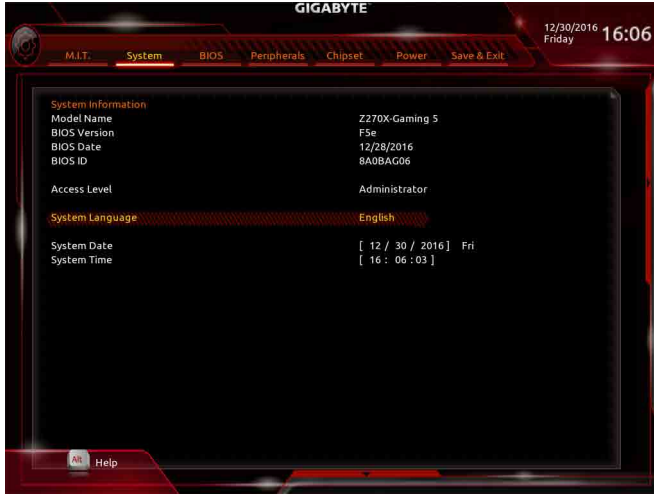 GIGABYTE
12/30/2016
Friday
16:06
M.I.T. System BIOS Peripherals Chipset Power Save & Exit
System Information
Model Name Z270X-Gaming 5
BIOS Version F5e
BIOS Date 12/28/2016
BIOS ID 8A0BAG06
Access Level Administrator
System Language English
System Date [ 12 / 30 / 2016 ] Fri
System Time [ 16 : 06 : 03 ]
Alt Help